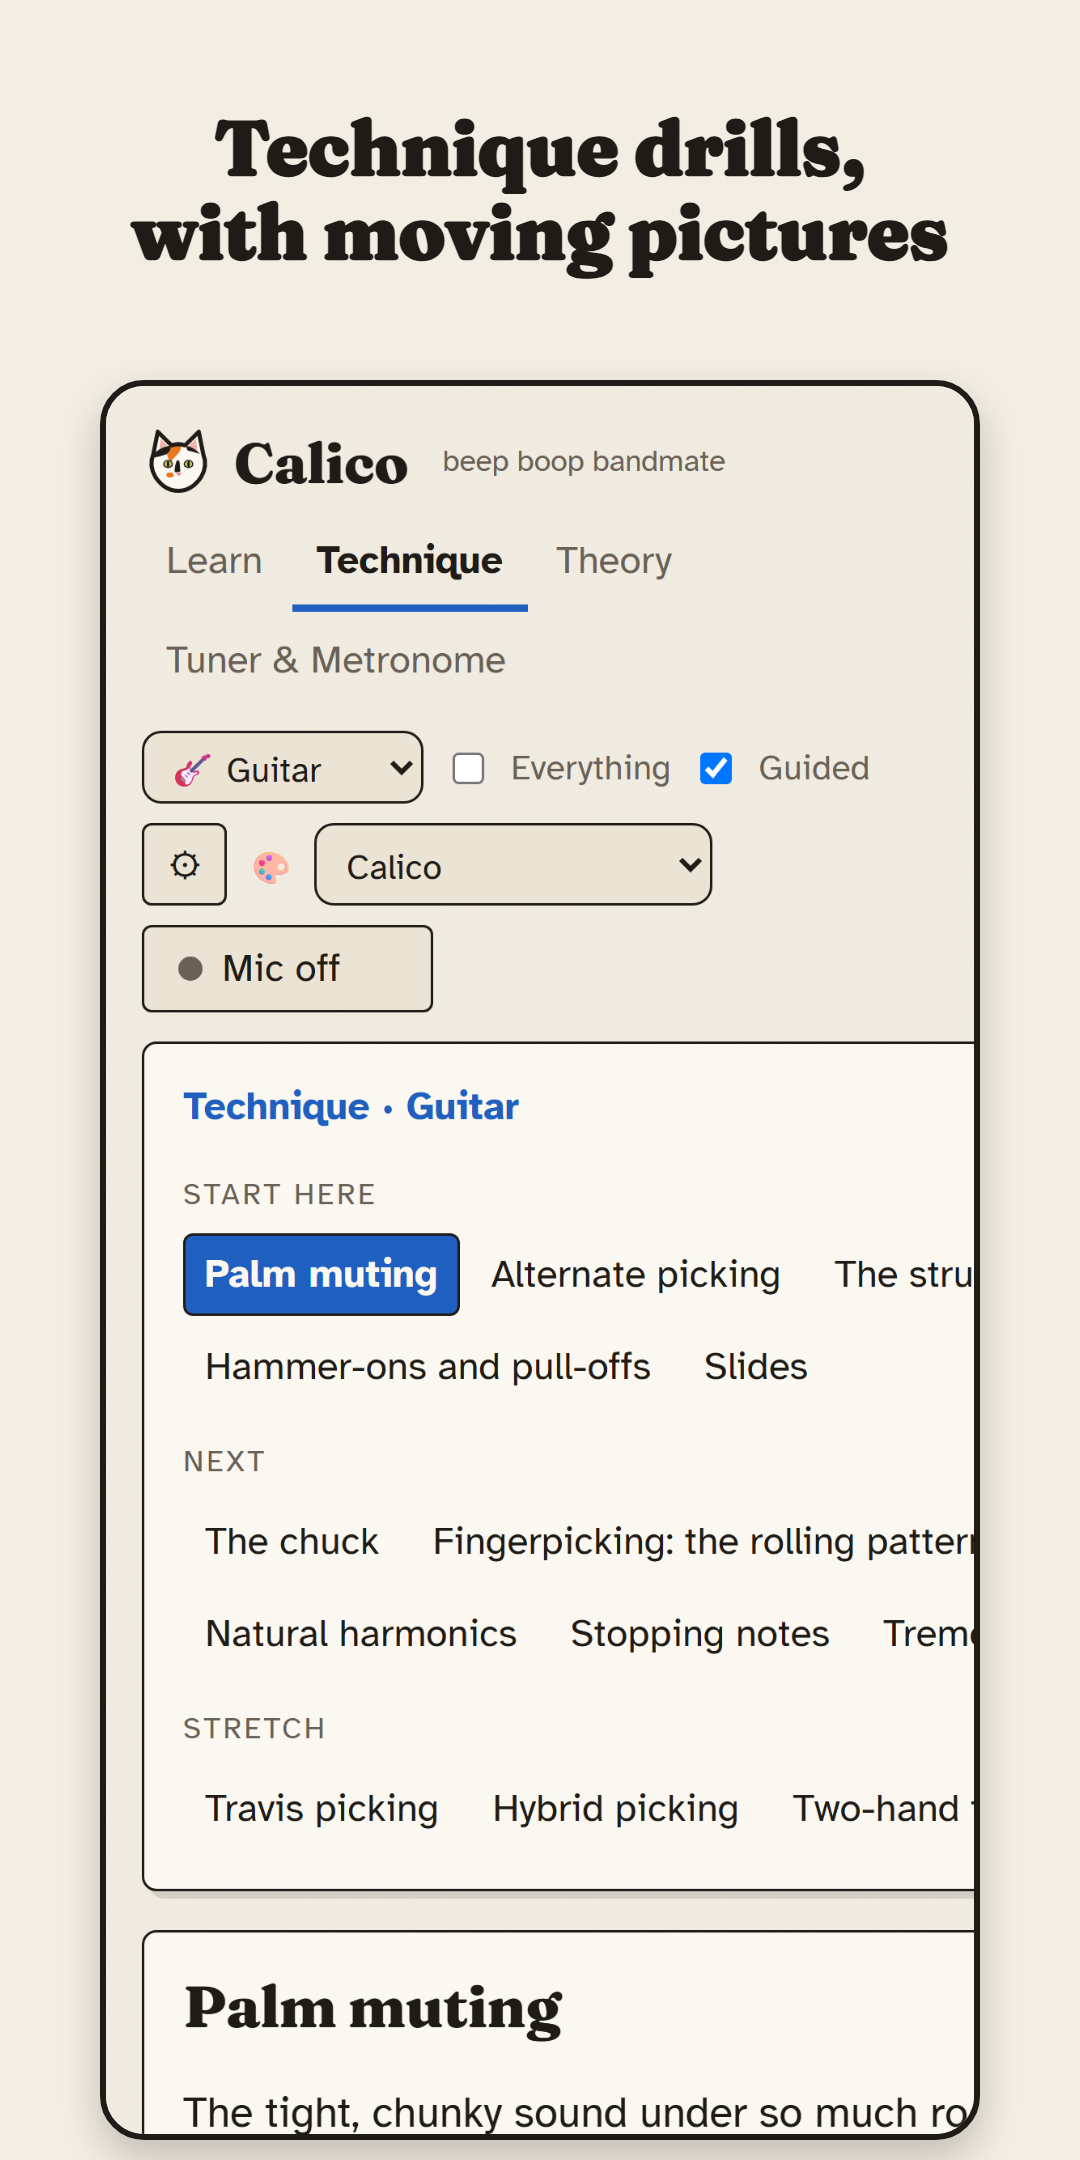 Technique drills,
with moving pictures
Calico beep boop bandmate
Learn Technique Theory
Tuner & Metronome
Guitar Everything Guided
Calico
Mic off
Technique · Guitar
START HERE
Palm muting Alternate picking The stru
Hammer-ons and pull-offs Slides
NEXT
The chuck Fingerpicking: the rolling pattern
Natural harmonics Stopping notes Trem
STRETCH
Travis picking Hybrid picking Two-hand
Palm muting
The tight, chunky sound under so much ro